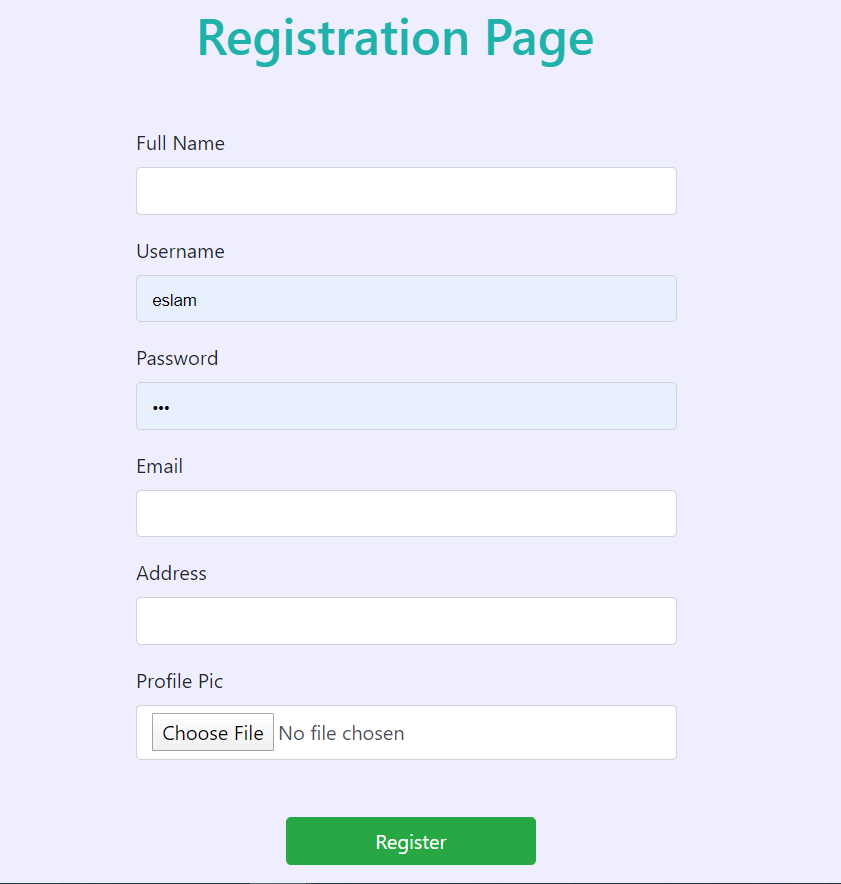 Registration Page
Full Name
Username
eslam
Password
•••
Email
Address
Profile Pic
Choose File No file chosen
Register